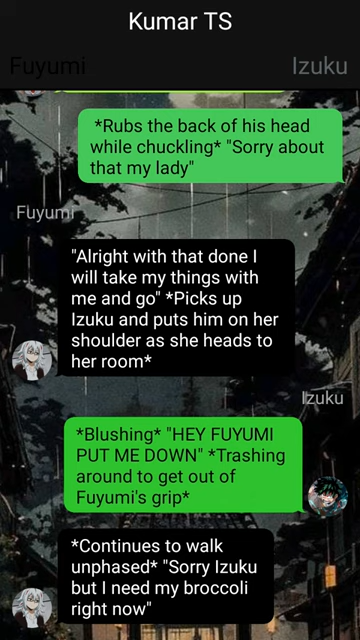 Kumar TS
Fuyumi
Izuku
*Rubs the back of his head
while chuckling* "Sorry about
that my lady"
Fuyumi
"Alright with that done I
will take my things with
me and go" *Picks up
Izuku and puts him on her
shoulder as she heads to
her room*
Izuku
*Blushing* "HEY FUYUMI
PUT ME DOWN" *Trashing
around to get out of
Fuyumi's grip*
*Continues to walk
unphased* "Sorry Izuku
but I need my broccoli
right now"